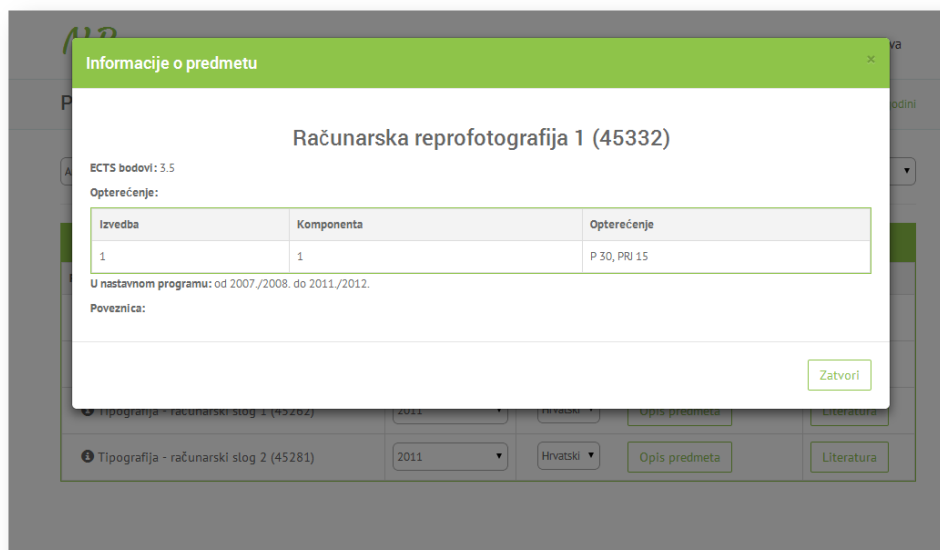 Informacije o predmetu ×
Računarska reprofotografija 1 (45332)
ECTS bodovi: 3.5
Opterećenje:
Izvedba Komponenta Opterećenje
1 1 P 30, PRJ 15
U nastavnom programu: od 2007./2008. do 2011./2012.
Poveznica:
Zatvori
Tipografija - računarski slog 1 (45262) 2011 Hrvatski Opis predmeta Literatura
Tipografija - računarski slog 2 (45281) 2011 Hrvatski Opis predmeta Literatura